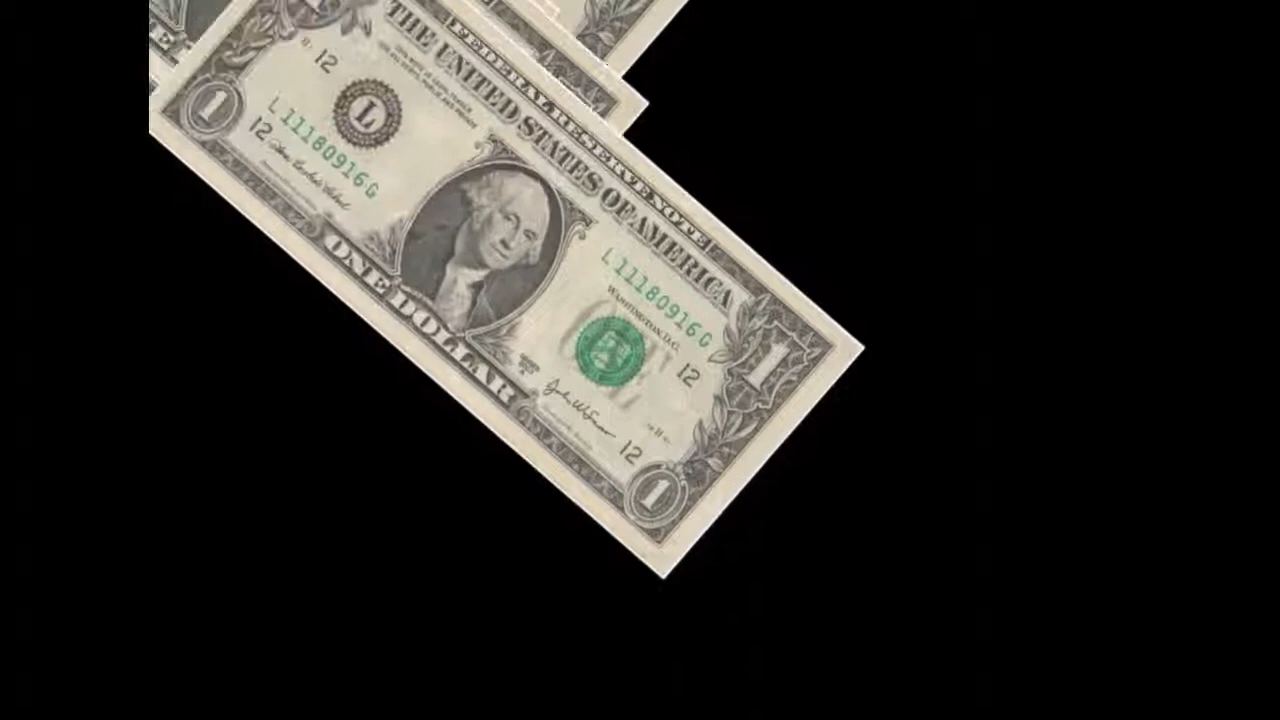 FEDERAL RESERVE NOTE
THE UNITED STATES OF AMERICA
12
L
L 11180916 G
12
L 11180916 G
WASHINGTON, D.C.
12
12
1
1
1
ONE DOLLAR